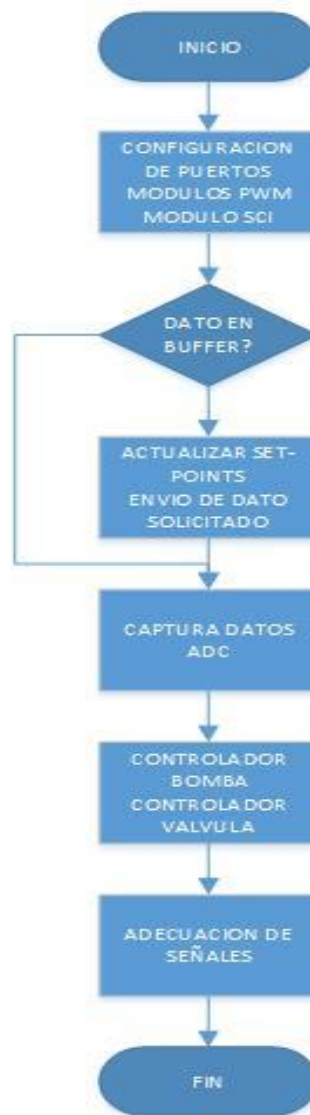 INICIO
CONFIGURACION
DE PUERTOS
MODULOS PWM
MODULO SCI
DATO EN
BUFFER?
ACTUALIZAR SET-
POINTS
ENVIO DE DATO
SOLICITADO
CAPTURA DATOS
ADC
CONTROLADOR
BOMBA
CONTROLADOR
VALVULA
ADECUACION DE
SEÑALES
FIN